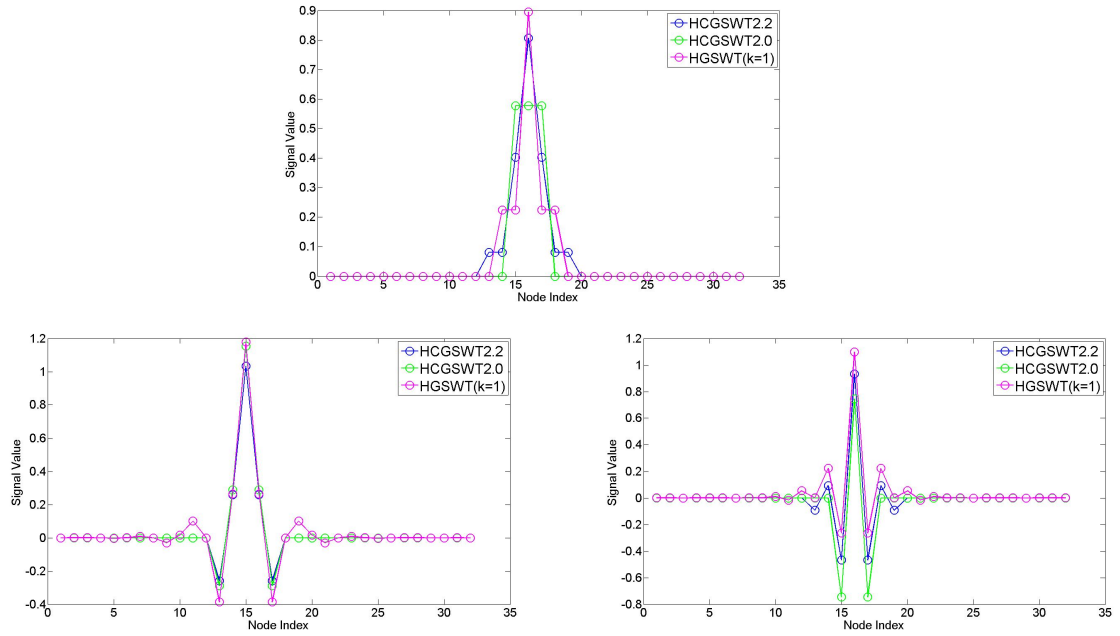 HCGSWT2.2
HCGSWT2.0
HGSWT(k=1)
Signal Value
0.9
0.8
0.7
0.6
0.5
0.4
0.3
0.2
0.1
0
0 5 10 15 20 25 30 35
Node Index
HCGSWT2.2
HCGSWT2.0
HGSWT(k=1)
Signal Value
1.2
1
0.8
0.6
0.4
0.2
0
-0.2
-0.4
0 5 10 15 20 25 30 35
Node Index
HCGSWT2.2
HCGSWT2.0
HGSWT(k=1)
Signal Value
1.2
1
0.8
0.6
0.4
0.2
0
-0.2
-0.4
-0.6
-0.8
0 5 10 15 20 25 30 35
Node Index